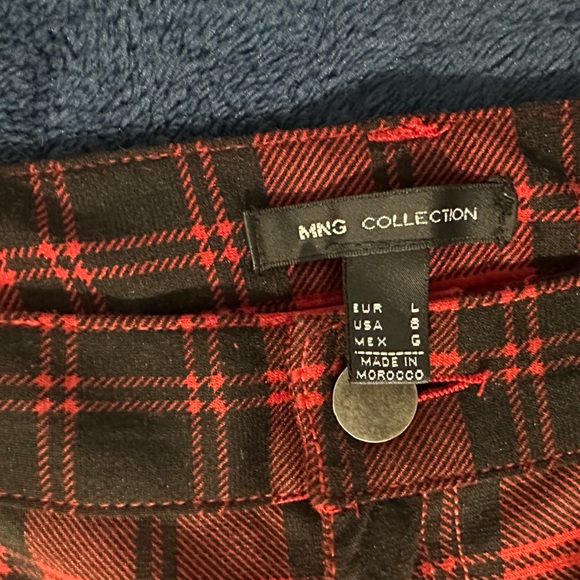 MNG COLLECTION
EUR L
USA 8
MEX G
MADE IN
MOROCCO